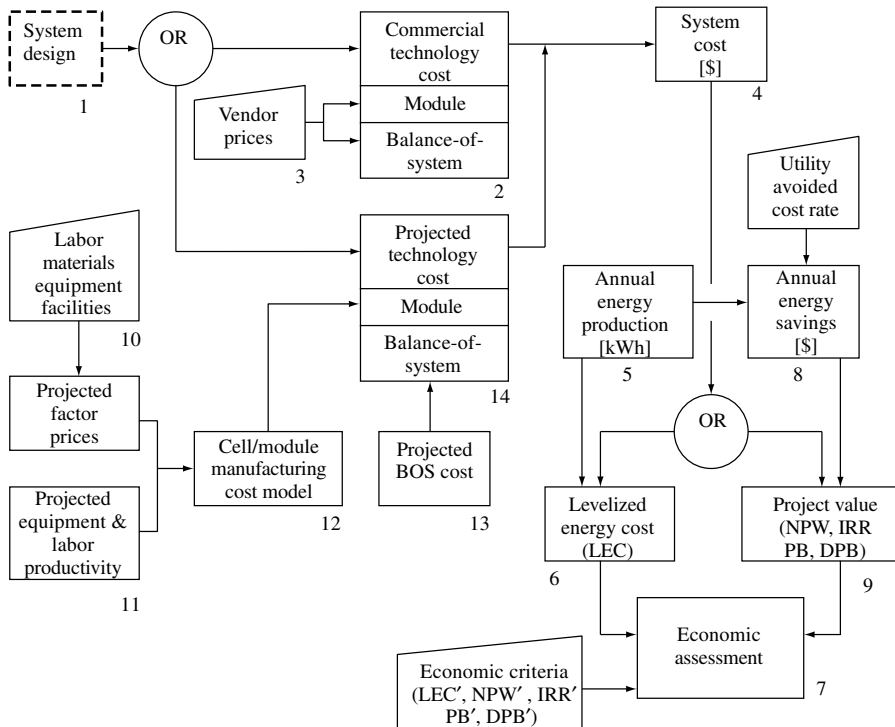 System
design
1
OR
Commercial
technology
cost
Module
Balance-of-
system
2
Vendor
prices
3
System
cost
[$]
4
Utility
avoided
cost rate
Labor
materials
equipment
facilities
10
Projected
technology
cost
Module
Balance-of-
system
14
Annual
energy
production
[kWh]
5
Annual
energy
savings
[$]
8
Projected
factor
prices
Projected
equipment &
labor
productivity
11
Cell/module
manufacturing
cost model
12
Projected
BOS cost
13
OR
Levelized
energy cost
(LEC)
6
Project value
(NPW, IRR
PB, DPB)
9
Economic criteria
(LEC′, NPW′ , IRR′
PB′, DPB′)
Economic
assessment
7